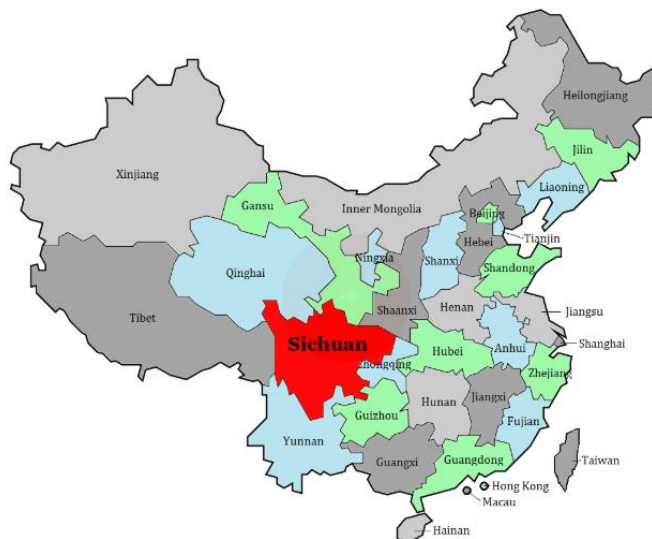 Heilongjiang
Jilin
Xinjiang
Liaoning
Gansu
Inner Mongolia
Beijing
Tianjin
Hebei
Ningxia
Shanxi
Qinghai
Shandong
Tibet
Shaanxi
Henan
Jiangsu
Sichuan
Anhui
Shanghai
Hubei
Zhongqing
Zhejiang
Hunan
Jiangxi
Guizhou
Fujian
Yunnan
Guangxi
Guangdong
Taiwan
Hong Kong
Macau
Hainan